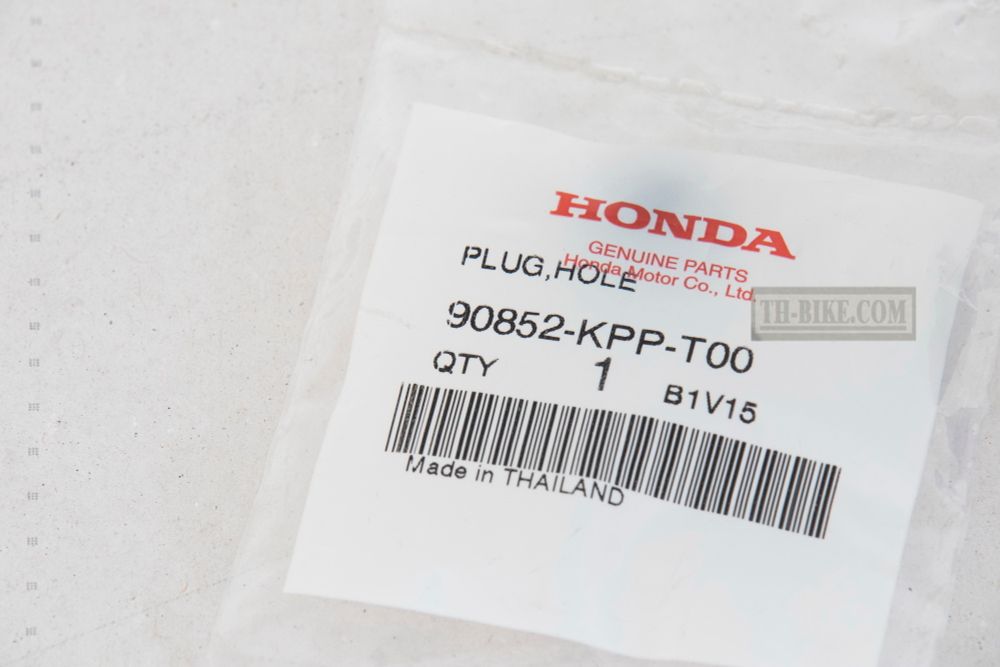 HONDA
GENUINE PARTS
Honda Motor Co., Ltd.
PLUG,HOLE
90852-KPP-T00
QTY 1 B1V15
Made in THAILAND
TH-BIKE.COM